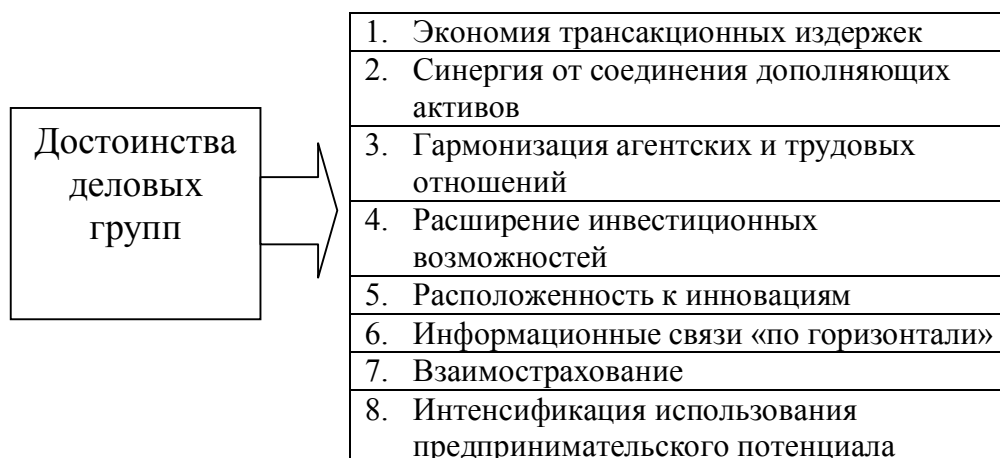 Достоинства
деловых
групп
1. Экономия трансакционных издержек
2. Синергия от соединения дополняющих
активов
3. Гармонизация агентских и трудовых
отношений
4. Расширение инвестиционных
возможностей
5. Расположенность к инновациям
6. Информационные связи «по горизонтали»
7. Взаимострахование
8. Интенсификация использования
предпринимательского потенциала